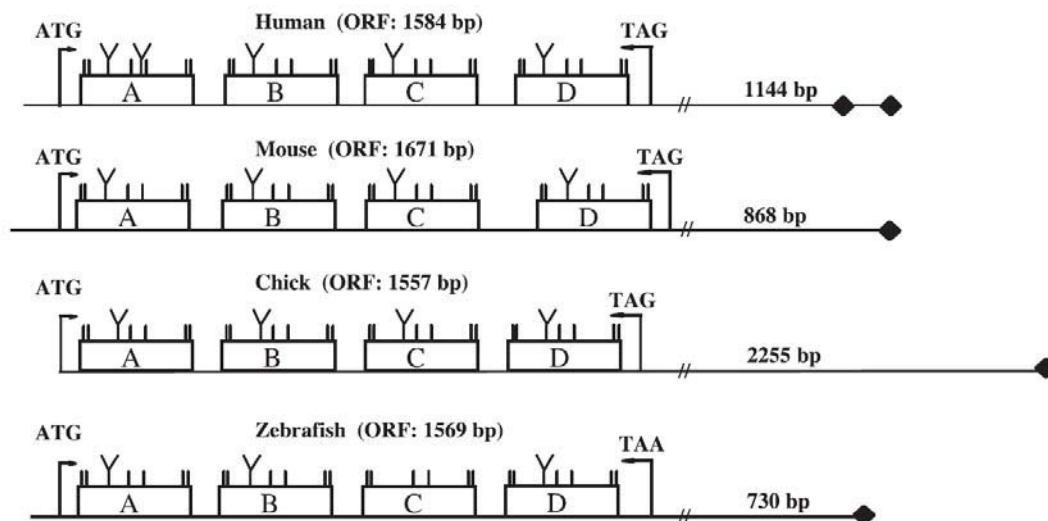 Human (ORF: 1584 bp)
ATG
TAG
A
B
C
D
//
1144 bp
Mouse (ORF: 1671 bp)
ATG
TAG
A
B
C
D
//
868 bp
Chick (ORF: 1557 bp)
ATG
TAG
A
B
C
D
//
2255 bp
Zebrafish (ORF: 1569 bp)
ATG
TAA
A
B
C
D
//
730 bp